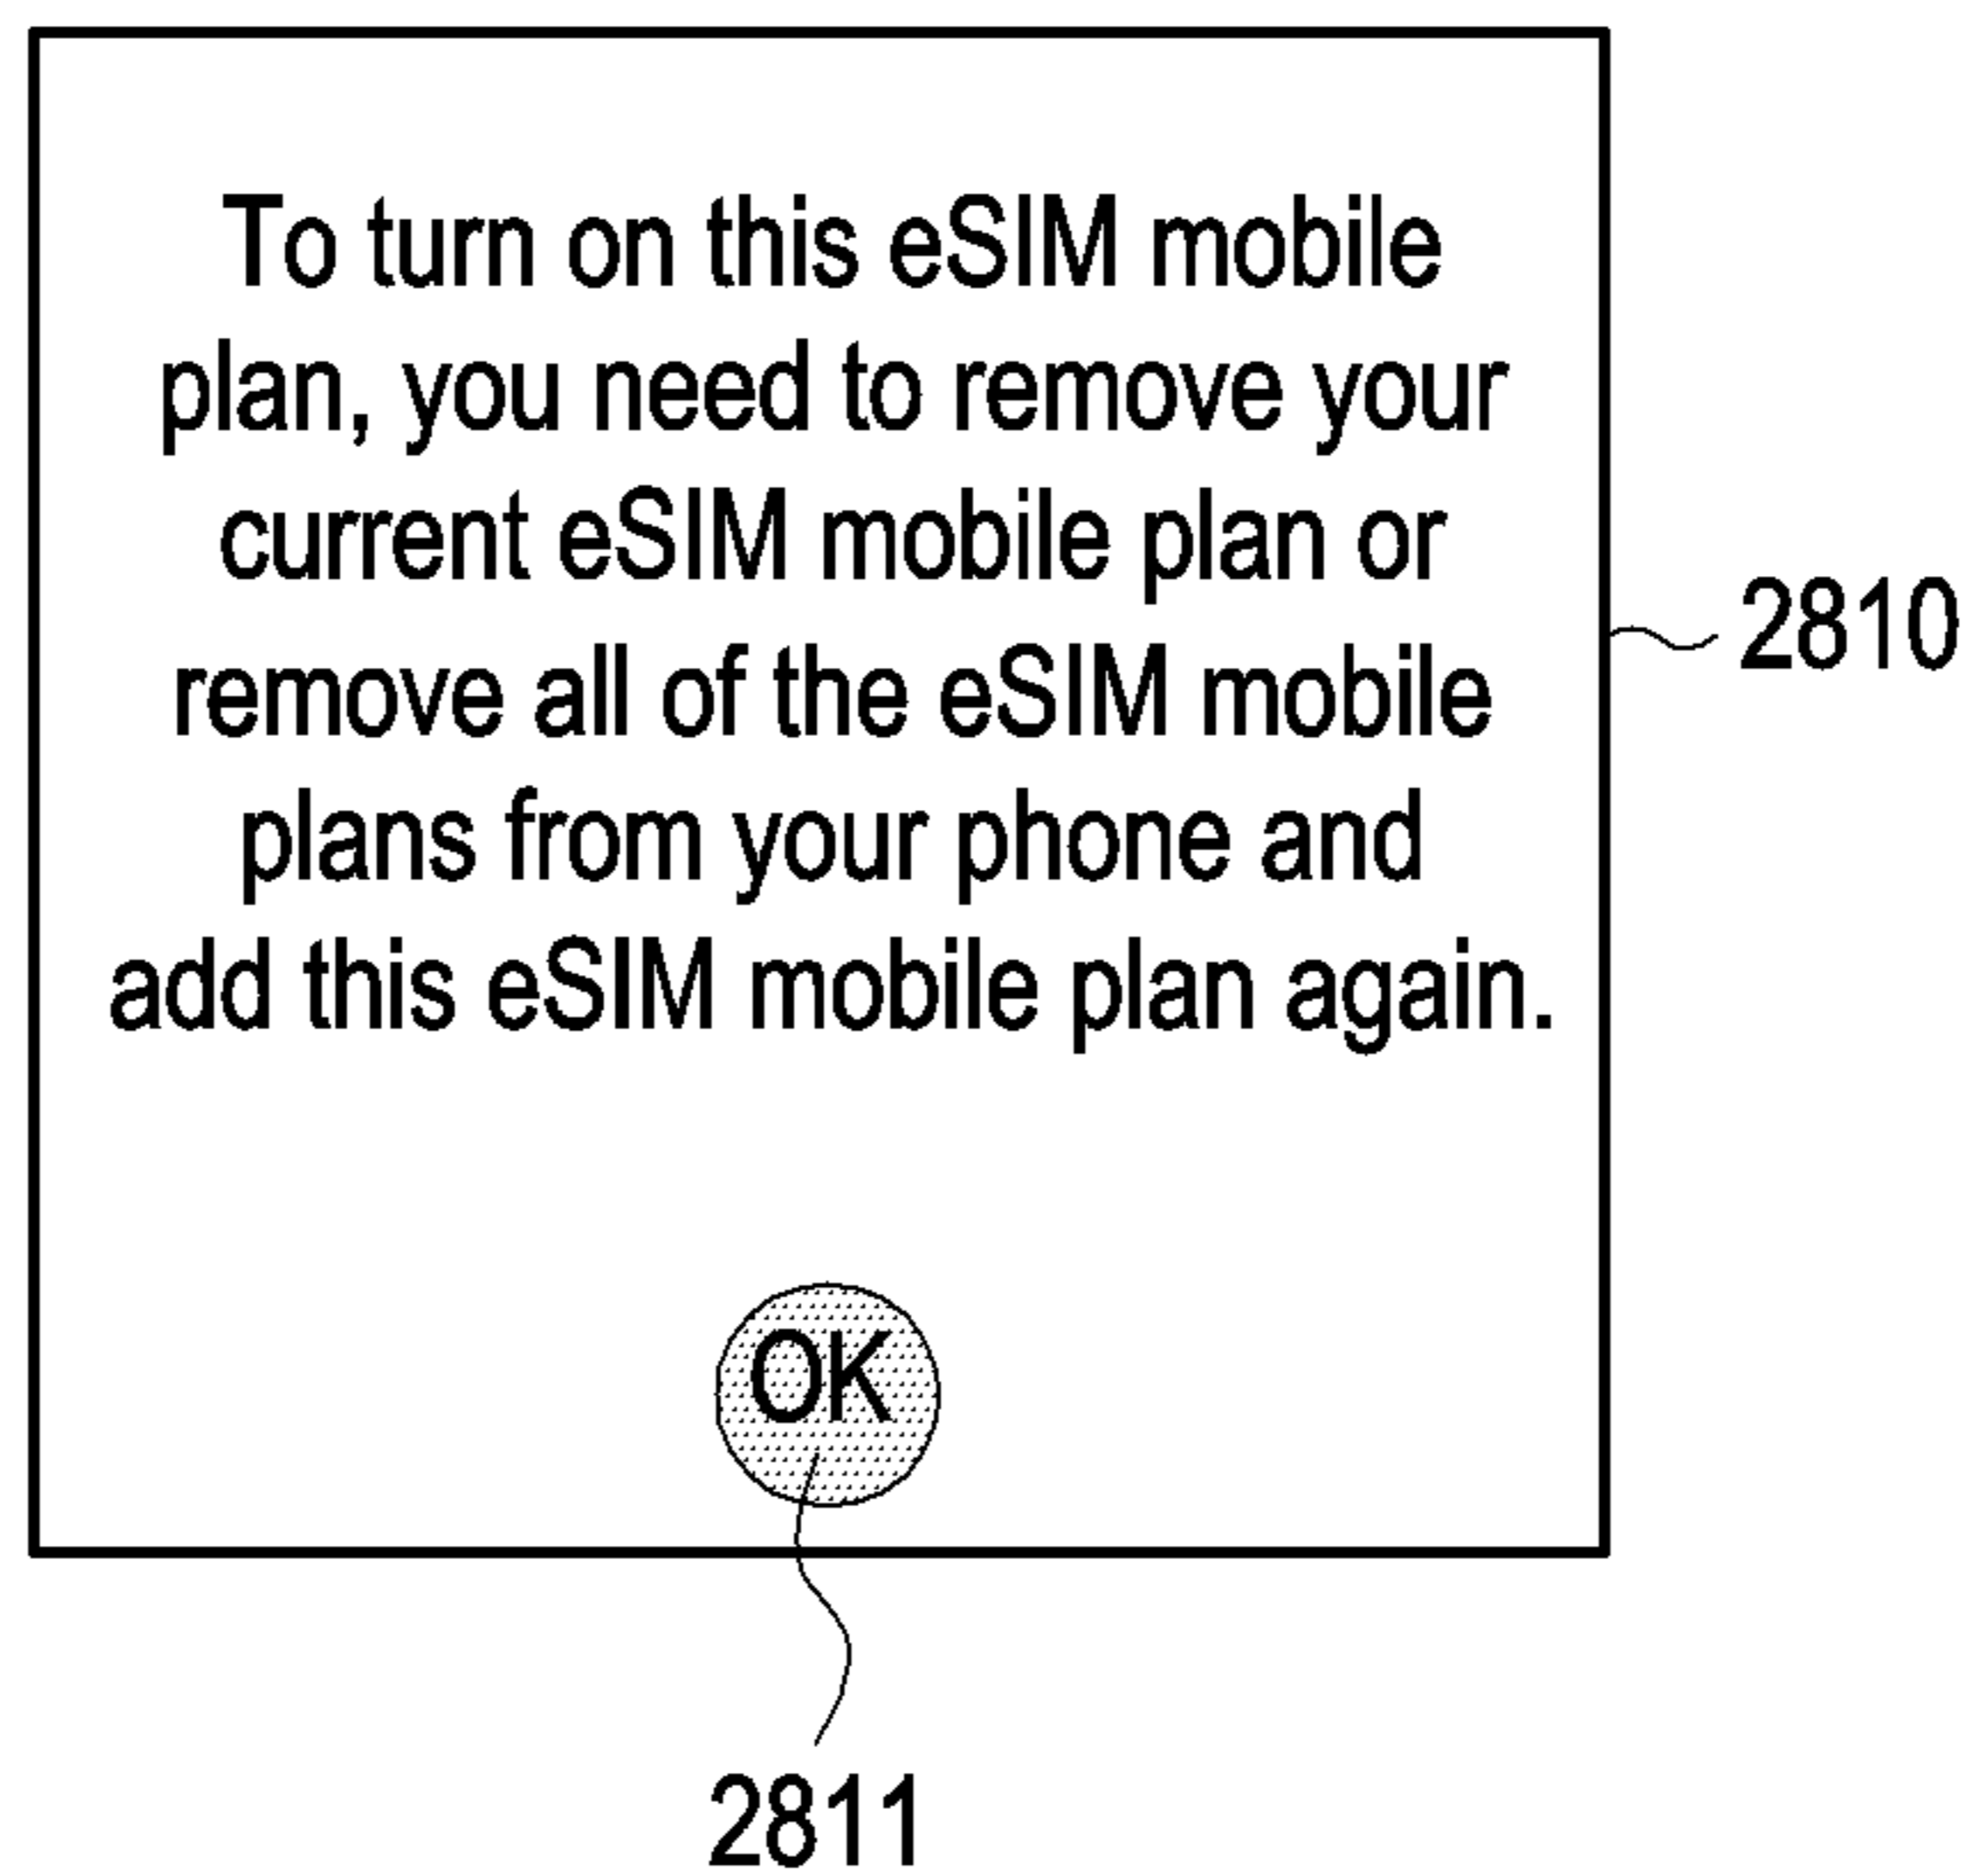 To turn on this eSIM mobile
plan, you need to remove your
current eSIM mobile plan or
remove all of the eSIM mobile
plans from your phone and
add this eSIM mobile plan again.
2810
OK
2811